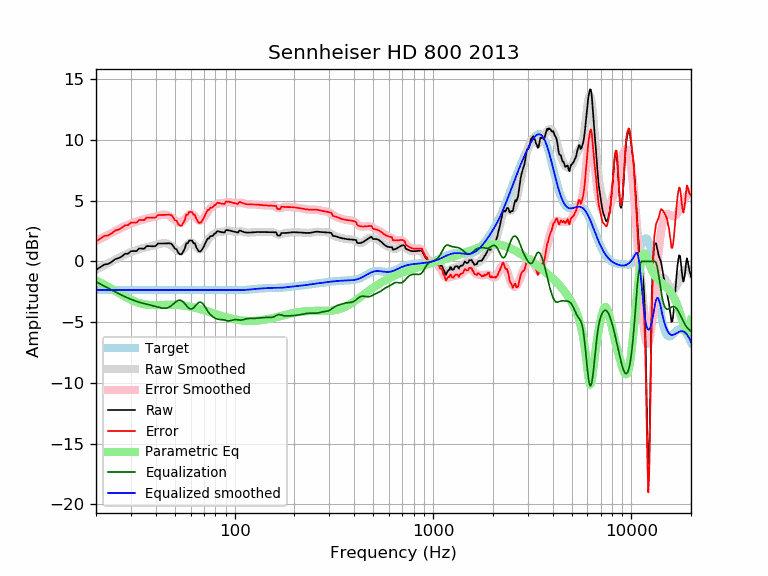 Sennheiser HD 800 2013
Amplitude (dBr)
15
10
5
0
−5
−10
−15
−20
Target
Raw Smoothed
Error Smoothed
Raw
Error
Parametric Eq
Equalization
Equalized smoothed
100
1000
10000
Frequency (Hz)